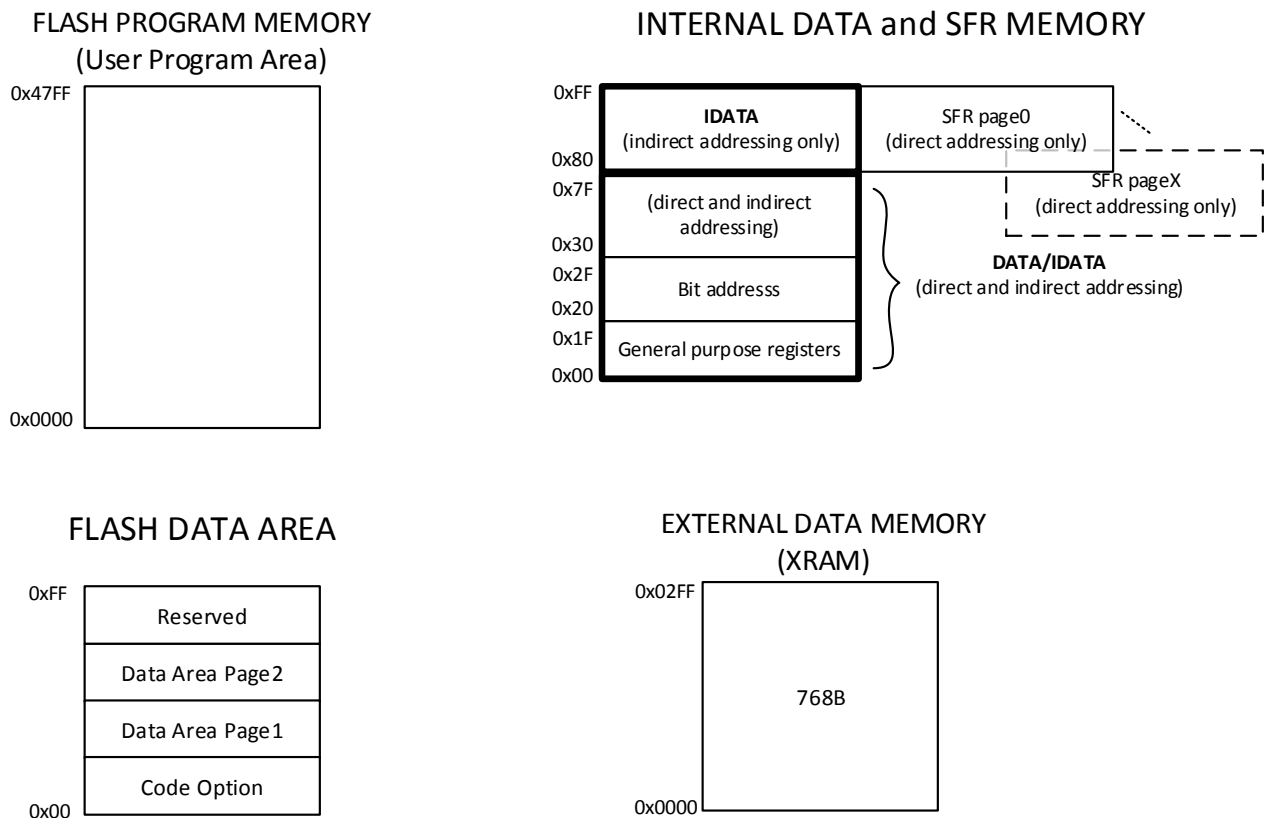 FLASH PROGRAM MEMORY
(User Program Area)
0x47FF
0x0000
INTERNAL DATA and SFR MEMORY
0xFF
IDATA
(indirect addressing only)
SFR page0
(direct addressing only)
0x80
SFR pageX
(direct addressing only)
0x7F
(direct and indirect
addressing)
0x30
DATA/IDATA
(direct and indirect addressing)
0x2F
Bit addresss
0x20
0x1F
General purpose registers
0x00
FLASH DATA AREA
0xFF
Reserved
Data Area Page2
Data Area Page1
Code Option
0x00
EXTERNAL DATA MEMORY
(XRAM)
0x02FF
768B
0x0000